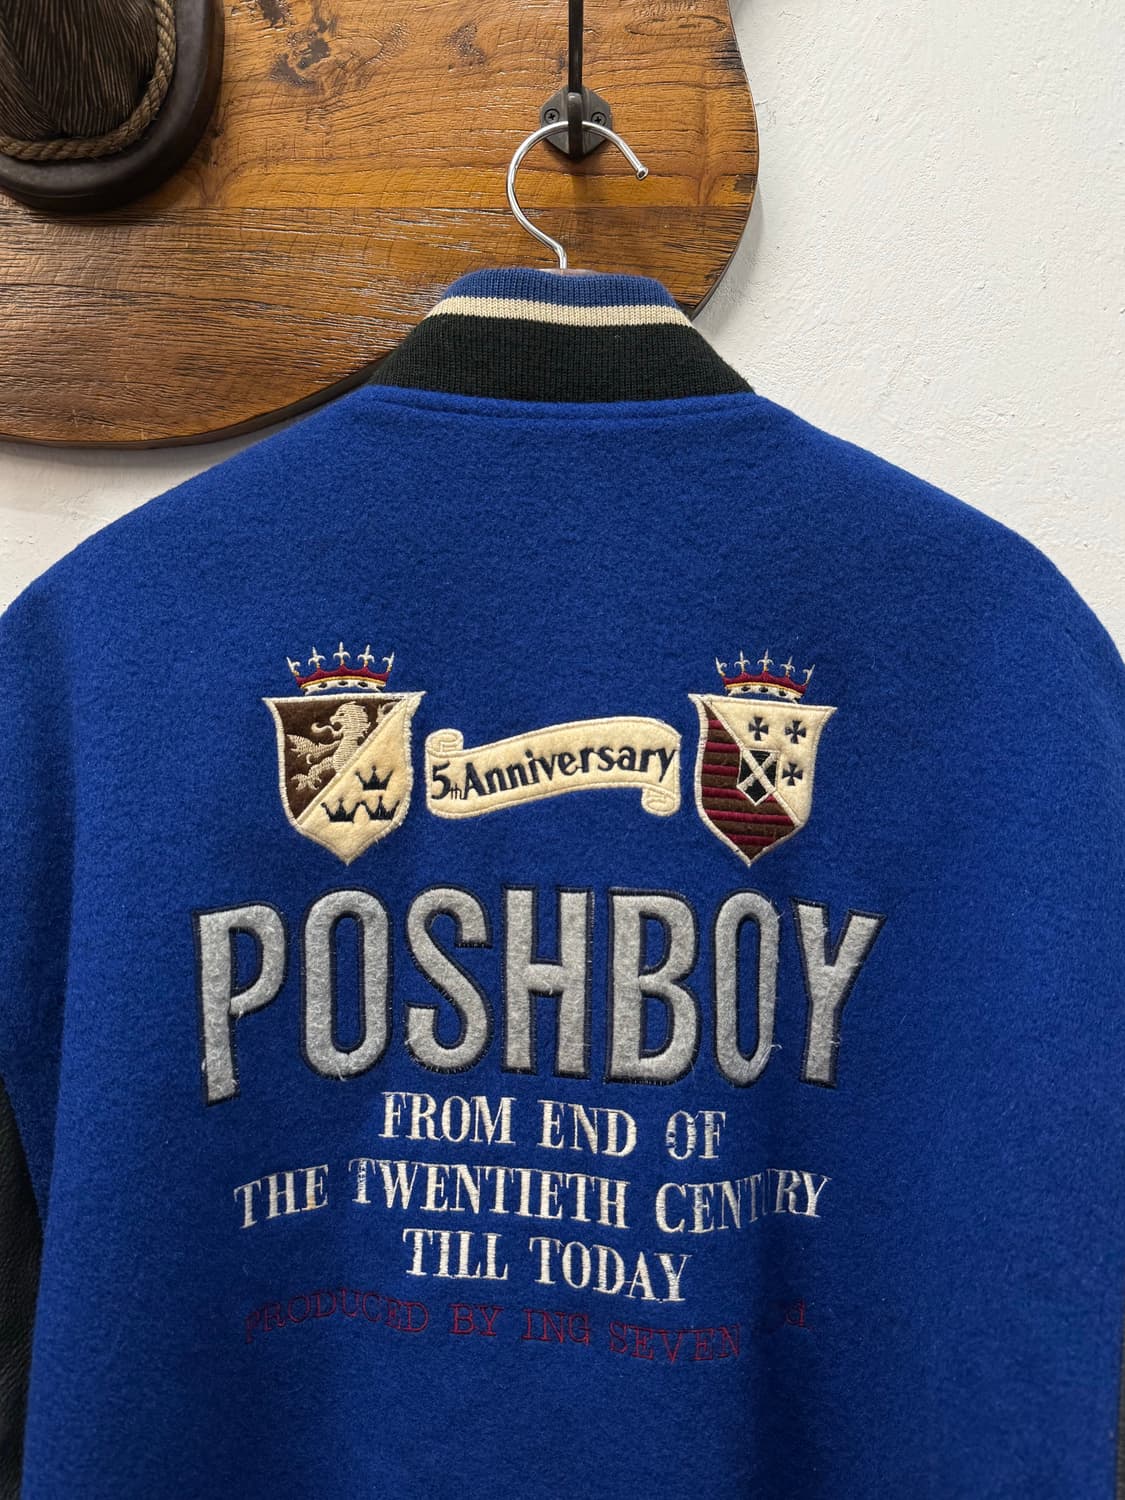 5th Anniversary
POSHBOY
FROM END OF
THE TWENTIETH CENTURY
TILL TODAY
PRODUCED BY ING SEVEN